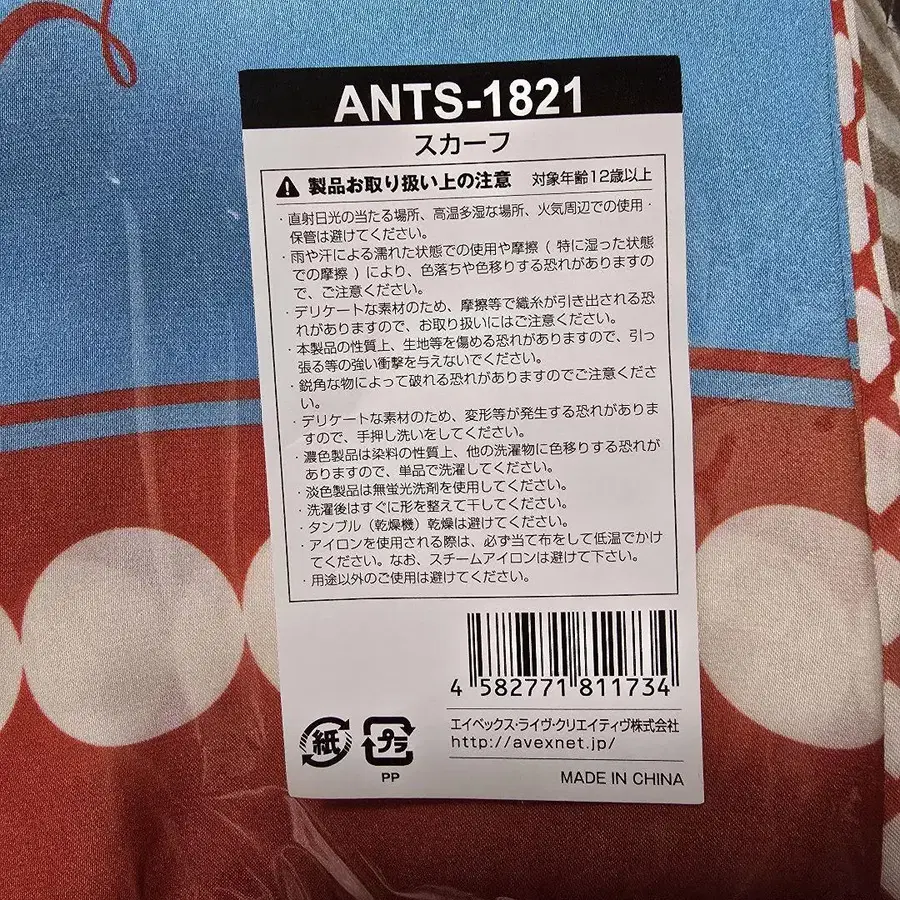 ANTS-1821
スカーフ
製品お取り扱い上の注意 対象年齢12歳以上
・直射日光の当たる場所、高温多湿な場所、火気周辺での使用・
保管は避けてください。
・雨や汗による濡れた状態での使用や摩擦（特に湿った状態
での摩擦）により、色落ちや色移りする恐れがありますの
で、ご注意ください。
・デリケートな素材のため、摩擦等で織糸が引き出される恐
れがありますので、お取り扱いにはご注意ください。
・本製品の性質上、生地等を傷める恐れがありますので、引っ
張る等の強い衝撃を与えないでください。
・鋭角な物によって破れる恐れがありますのでご注意くださ
い。
・デリケートな素材のため、変形等が発生する恐れがありま
すので、手押し洗いをしてください。
・濃色製品は染料の性質上、他の洗濯物に色移りする恐れが
ありますので、単品で洗濯してください。
・淡色製品は無蛍光洗剤を使用してください。
・洗濯後はすぐに形を整えて干してください。
・タンブル（乾燥機）乾燥は避けてください。
・アイロンを使用される際は、必ず当て布をして低温でかけ
てください。なお、スチームアイロンは避けて下さい。
・用途以外のご使用は避けてください。
4 582771 811734
エイベックス・ライヴ・クリエイティヴ株式会社
http://avexnet.jp/
紙 プラ
PP
MADE IN CHINA